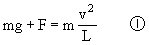 mg + F = m v²/L ①